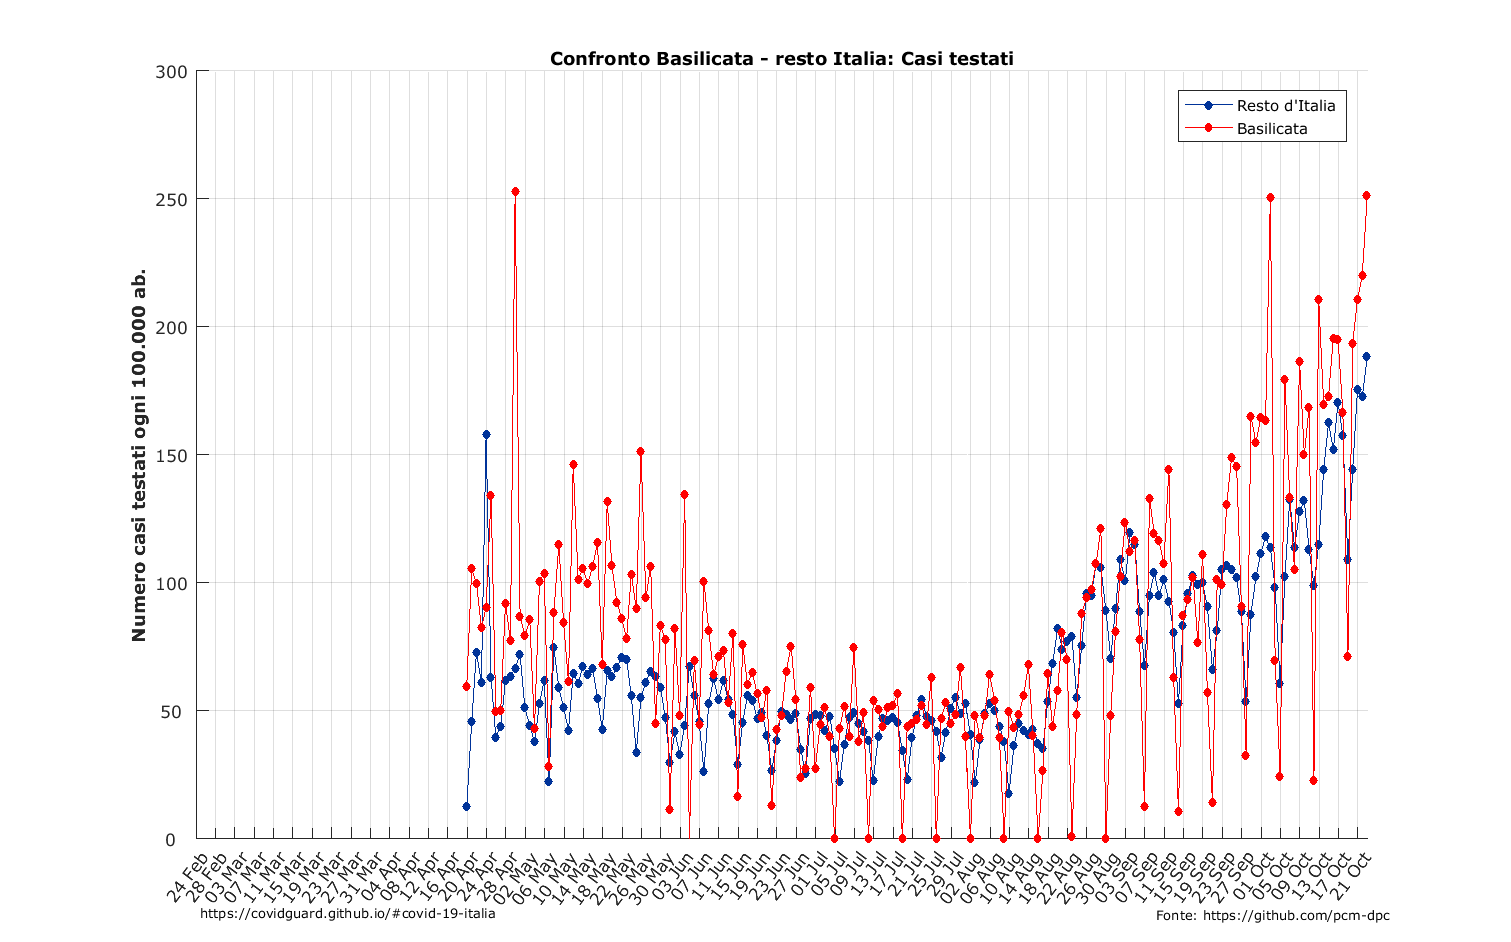 Confronto Basilicata - resto Italia: Casi testati
Resto d'Italia
Basilicata
Numero casi testati ogni 100.000 ab.
300
250
200
150
100
50
0
24 Feb
28 Feb
03 Mar
07 Mar
11 Mar
15 Mar
19 Mar
23 Mar
27 Mar
31 Mar
04 Apr
08 Apr
12 Apr
16 Apr
20 Apr
24 Apr
28 Apr
02 May
06 May
10 May
14 May
18 May
22 May
26 May
30 May
03 Jun
07 Jun
11 Jun
15 Jun
19 Jun
23 Jun
27 Jun
01 Jul
05 Jul
09 Jul
13 Jul
17 Jul
21 Jul
25 Jul
29 Jul
02 Aug
06 Aug
10 Aug
14 Aug
18 Aug
22 Aug
26 Aug
30 Aug
03 Sep
07 Sep
11 Sep
15 Sep
19 Sep
23 Sep
27 Sep
01 Oct
05 Oct
09 Oct
13 Oct
17 Oct
21 Oct
https://covidguard.github.io/#covid-19-italia
Fonte: https://github.com/pcm-dpc